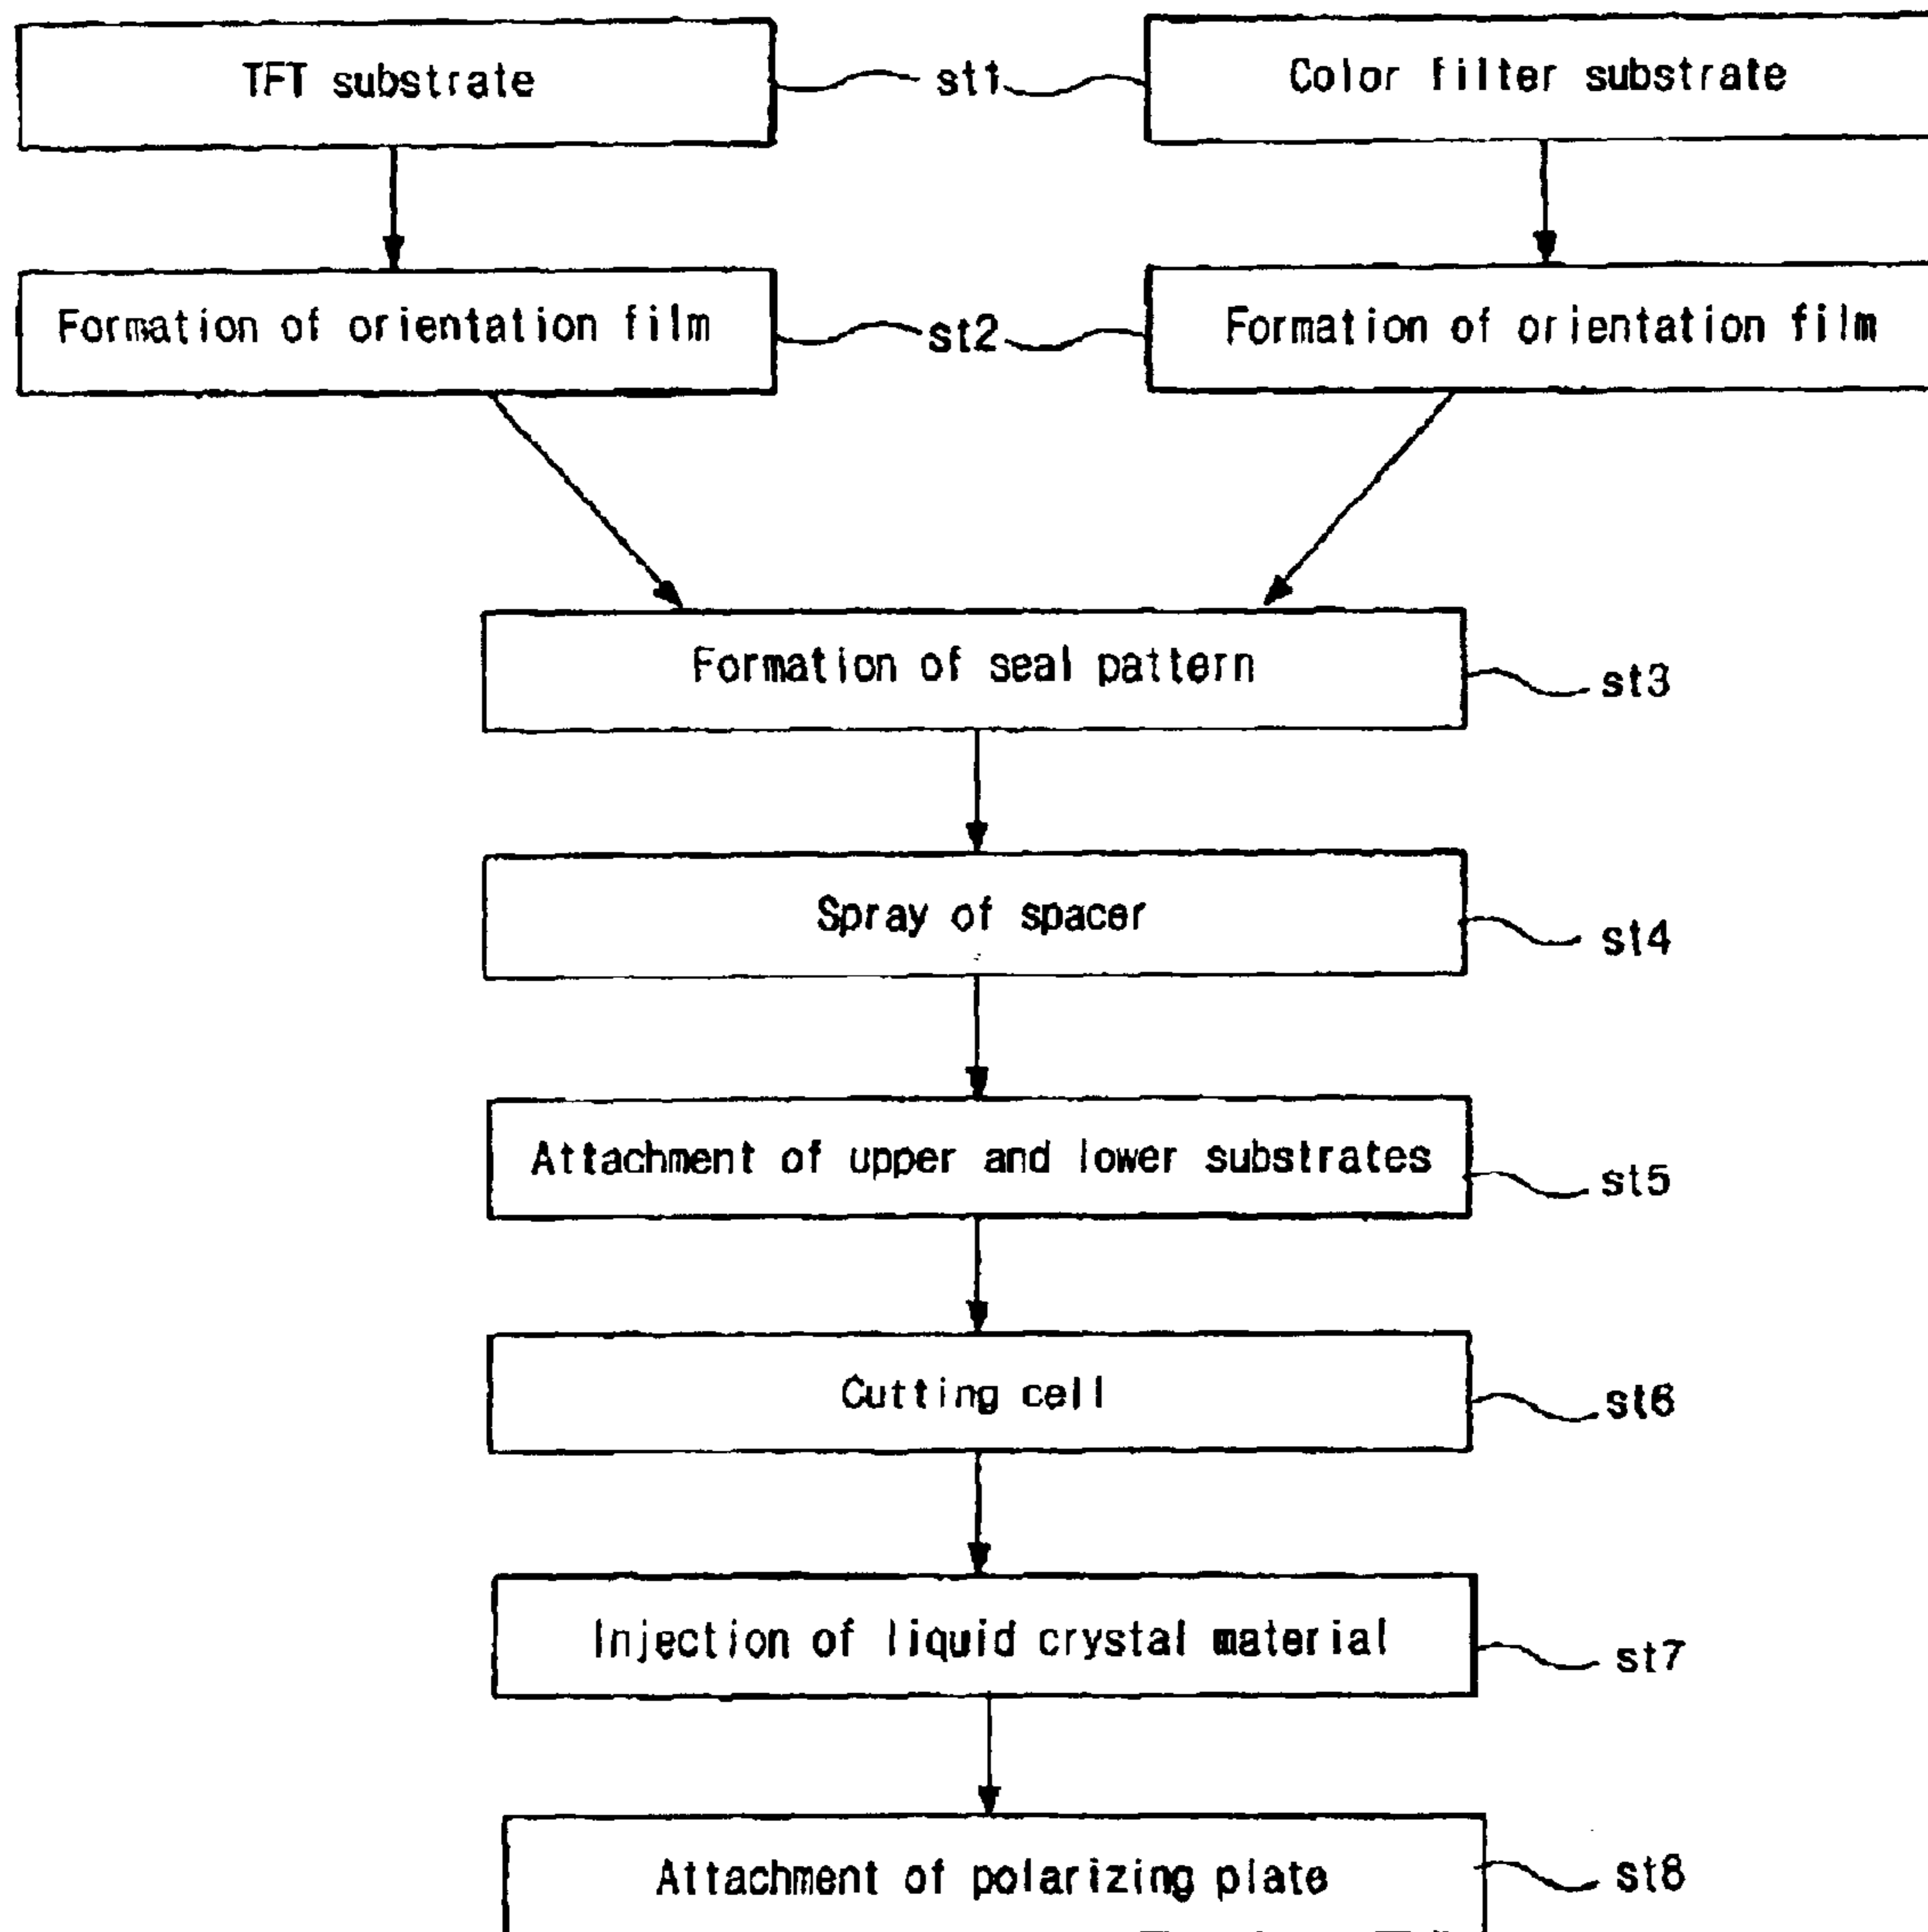 TFT substrate
st1
Color filter substrate
Formation of orientation film
st2
Formation of orientation film
Formation of seal pattern
st3
Spray of spacer
st4
Attachment of upper and lower substrates
st5
Cutting cell
st6
Injection of liquid crystal material
st7
Attachment of polarizing plate
st8